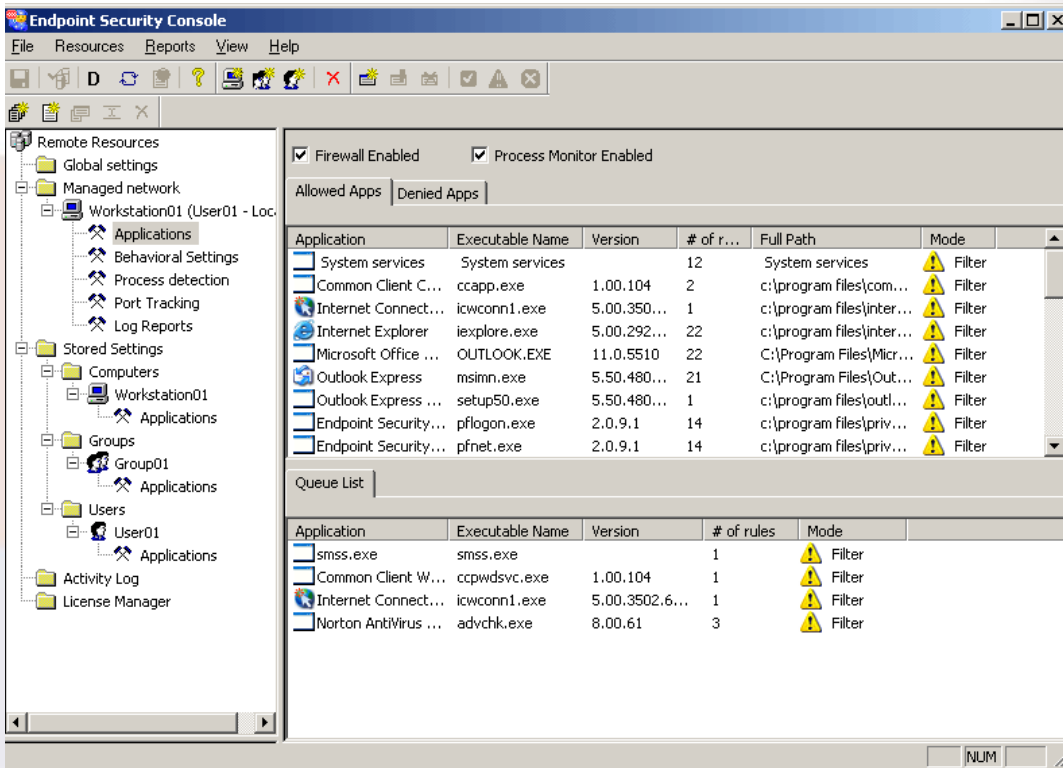 Endpoint Security Console
File Resources Reports View Help
D
Remote Resources
Global settings
Managed network
Workstation01 (User01 - Loc
Applications
Behavioral Settings
Process detection
Port Tracking
Log Reports
Stored Settings
Computers
Workstation01
Applications
Groups
Group01
Applications
Users
User01
Applications
Activity Log
License Manager
Firewall Enabled Process Monitor Enabled
Allowed Apps Denied Apps
Application Executable Name Version # of r... Full Path Mode
System services System services 12 System services Filter
Common Client C... ccapp.exe 1.00.104 2 c:\program files\com... Filter
Internet Connect... icwconn1.exe 5.00.350... 1 c:\program files\inter... Filter
Internet Explorer iexplore.exe 5.00.292... 22 c:\program files\inter... Filter
Microsoft Office ... OUTLOOK.EXE 11.0.5510 22 C:\Program Files\Micr... Filter
Outlook Express msimn.exe 5.50.480... 21 C:\Program Files\Out... Filter
Outlook Express ... setup50.exe 5.50.480... 1 c:\program files\outl... Filter
Endpoint Security... pflogon.exe 2.0.9.1 14 c:\program files\priv... Filter
Endpoint Security... pfnet.exe 2.0.9.1 14 c:\program files\priv... Filter
Queue List
Application Executable Name Version # of rules Mode
smss.exe smss.exe 1 Filter
Common Client W... ccpwdsvc.exe 1.00.104 1 Filter
Internet Connect... icwconn1.exe 5.00.3502.6... 1 Filter
Norton AntiVirus ... advchk.exe 8.00.61 3 Filter
NUM